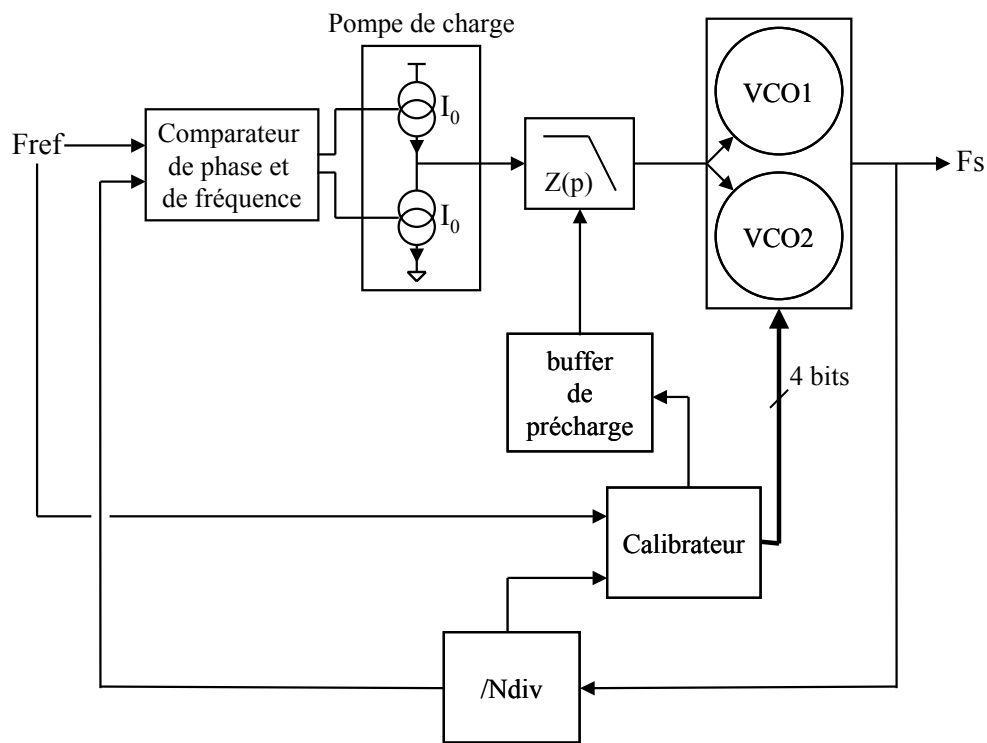 Pompe de charge
VCO1
I0
Fref
Comparateur
de phase et
de fréquence
Z(p)
Fs
I0
VCO2
buffer
de
précharge
4 bits
Calibrateur
/Ndiv